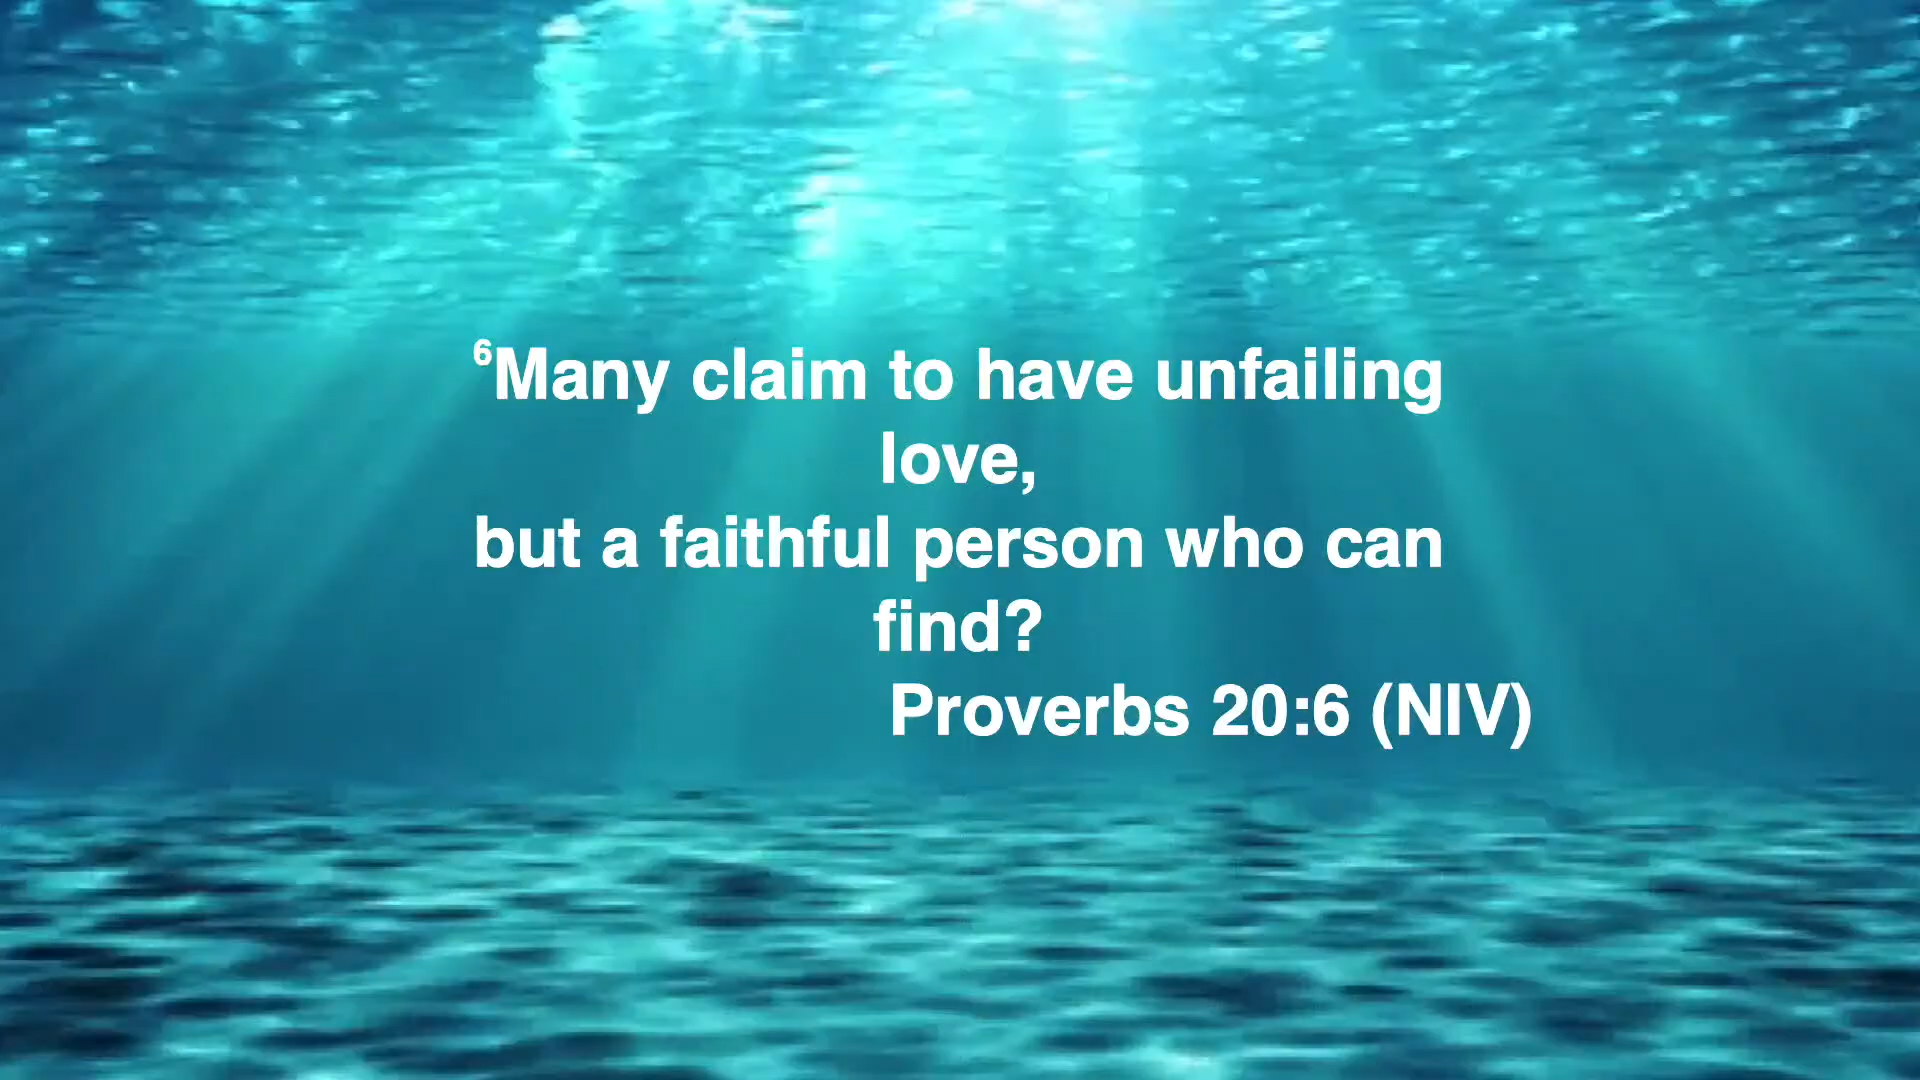 ⁶Many claim to have unfailing
love,
but a faithful person who can
find?
Proverbs 20:6 (NIV)